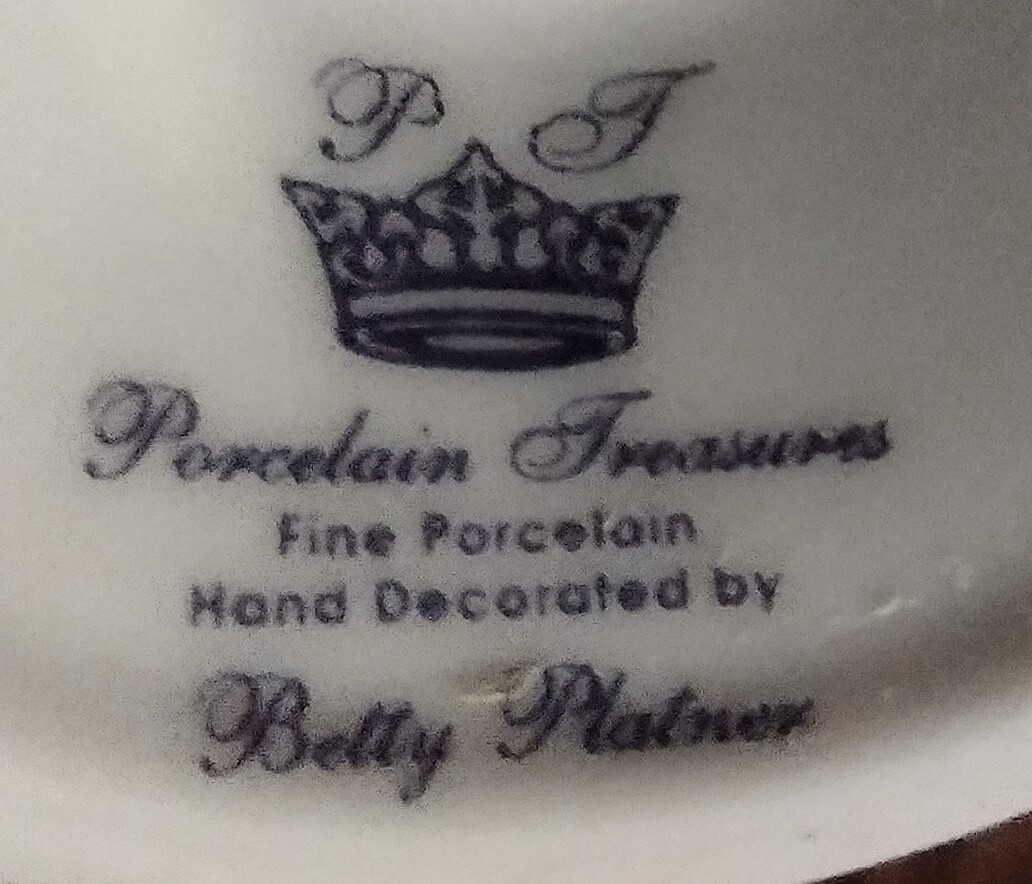 P T
Porcelain Treasures
Fine Porcelain
Hand Decorated by
Betty Platner